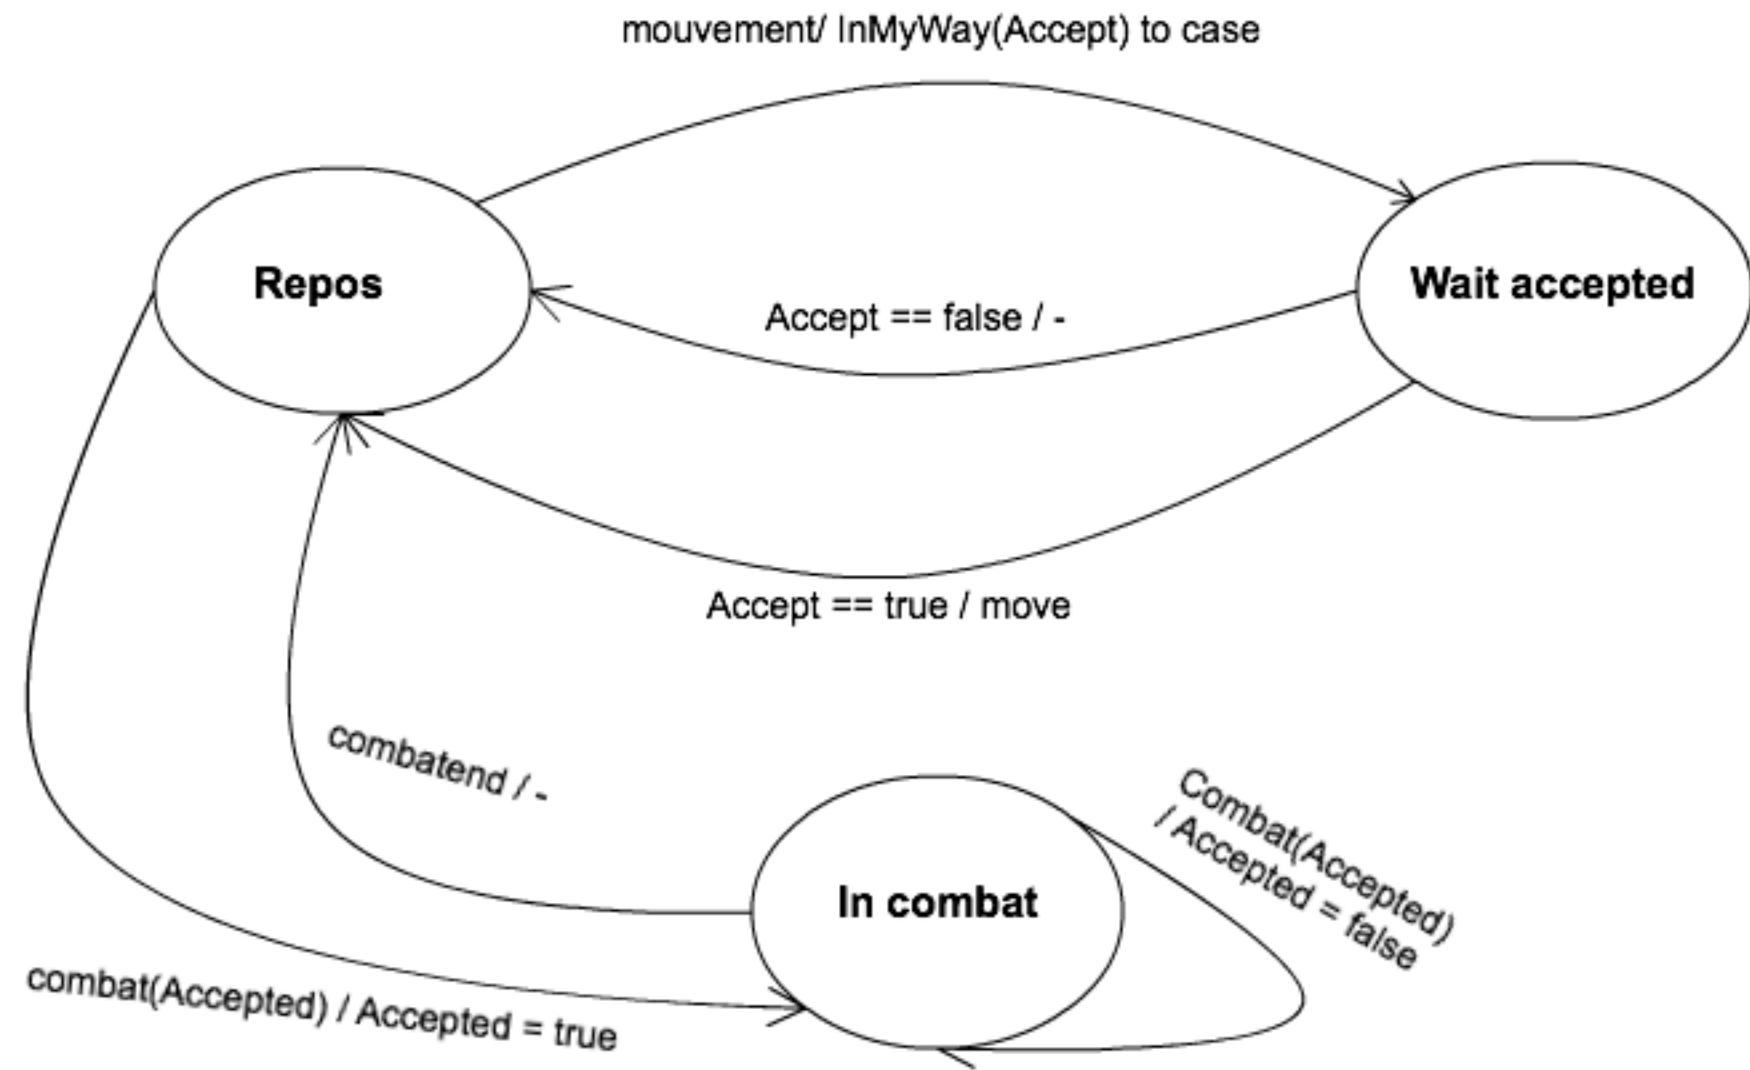 mouvement/ InMyWay(Accept) to case
Repos
Wait accepted
Accept == false / -
Accept == true / move
combatend / -
Combat(Accepted)
/ Accepted = false
In combat
combat(Accepted) / Accepted = true